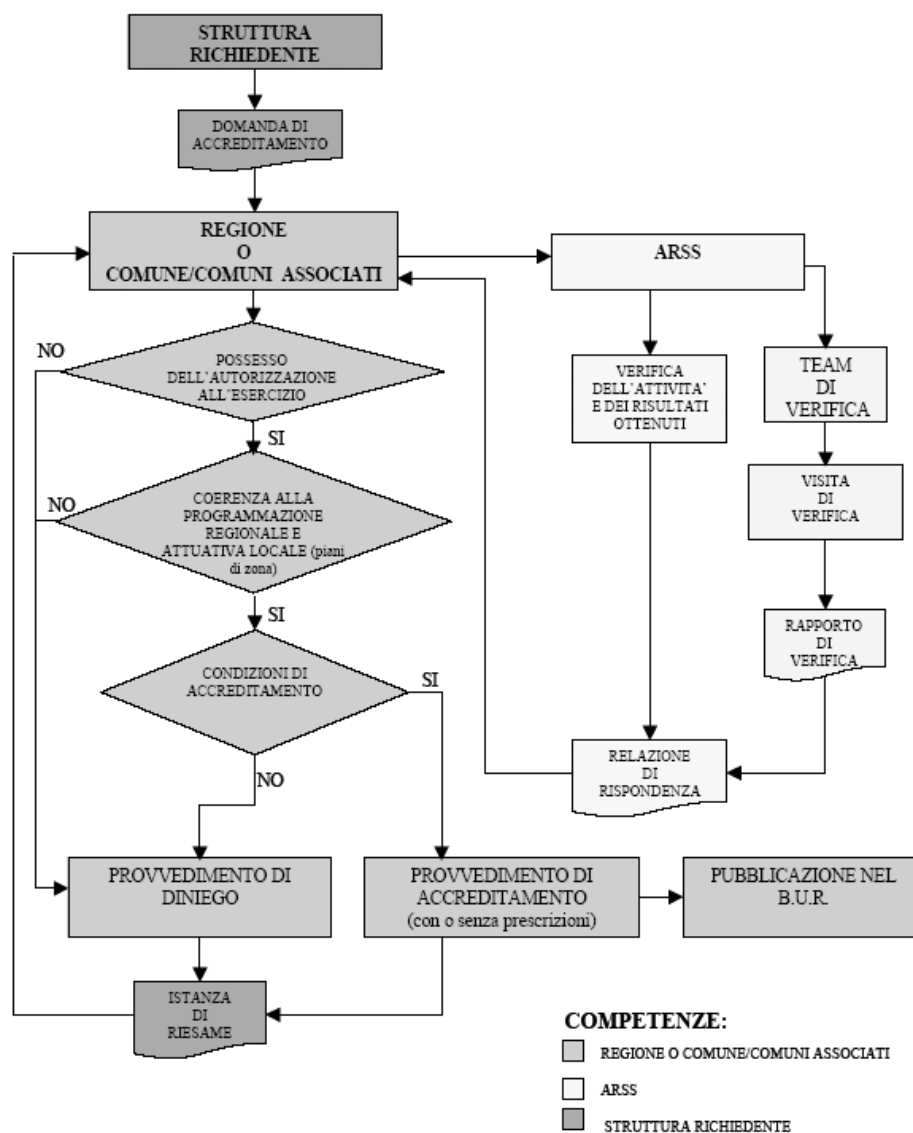 STRUTTURA
RICHIEDENTE
DOMANDA DI
ACCREDITAMENTO
REGIONE
O
COMUNE/COMUNI ASSOCIATI
ARSS
NO
POSSESSO
DELL'AUTORIZZAZIONE
ALL'ESERCIZIO
SI
VERIFICA
DELL'ATTIVITA'
E DEI RISULTATI
OTTENUTI
TEAM
DI
VERIFICA
NO
COERENZA ALLA
PROGRAMMAZIONE
REGIONALE E
ATTUATIVA LOCALE (piani
di zona)
SI
VISITA
DI
VERIFICA
RAPPORTO
DI
VERIFICA
CONDIZIONI DI
ACCREDITAMENTO
SI
NO
RELAZIONE
DI
RISPONDENZA
PROVVEDIMENTO DI
DINIEGO
PROVVEDIMENTO DI
ACCREDITAMENTO
(con o senza prescrizioni)
PUBBLICAZIONE NEL
B.U.R.
ISTANZA
DI
RIESAME
COMPETENZE:
REGIONE O COMUNE/COMUNI ASSOCIATI
ARSS
STRUTTURA RICHIEDENTE